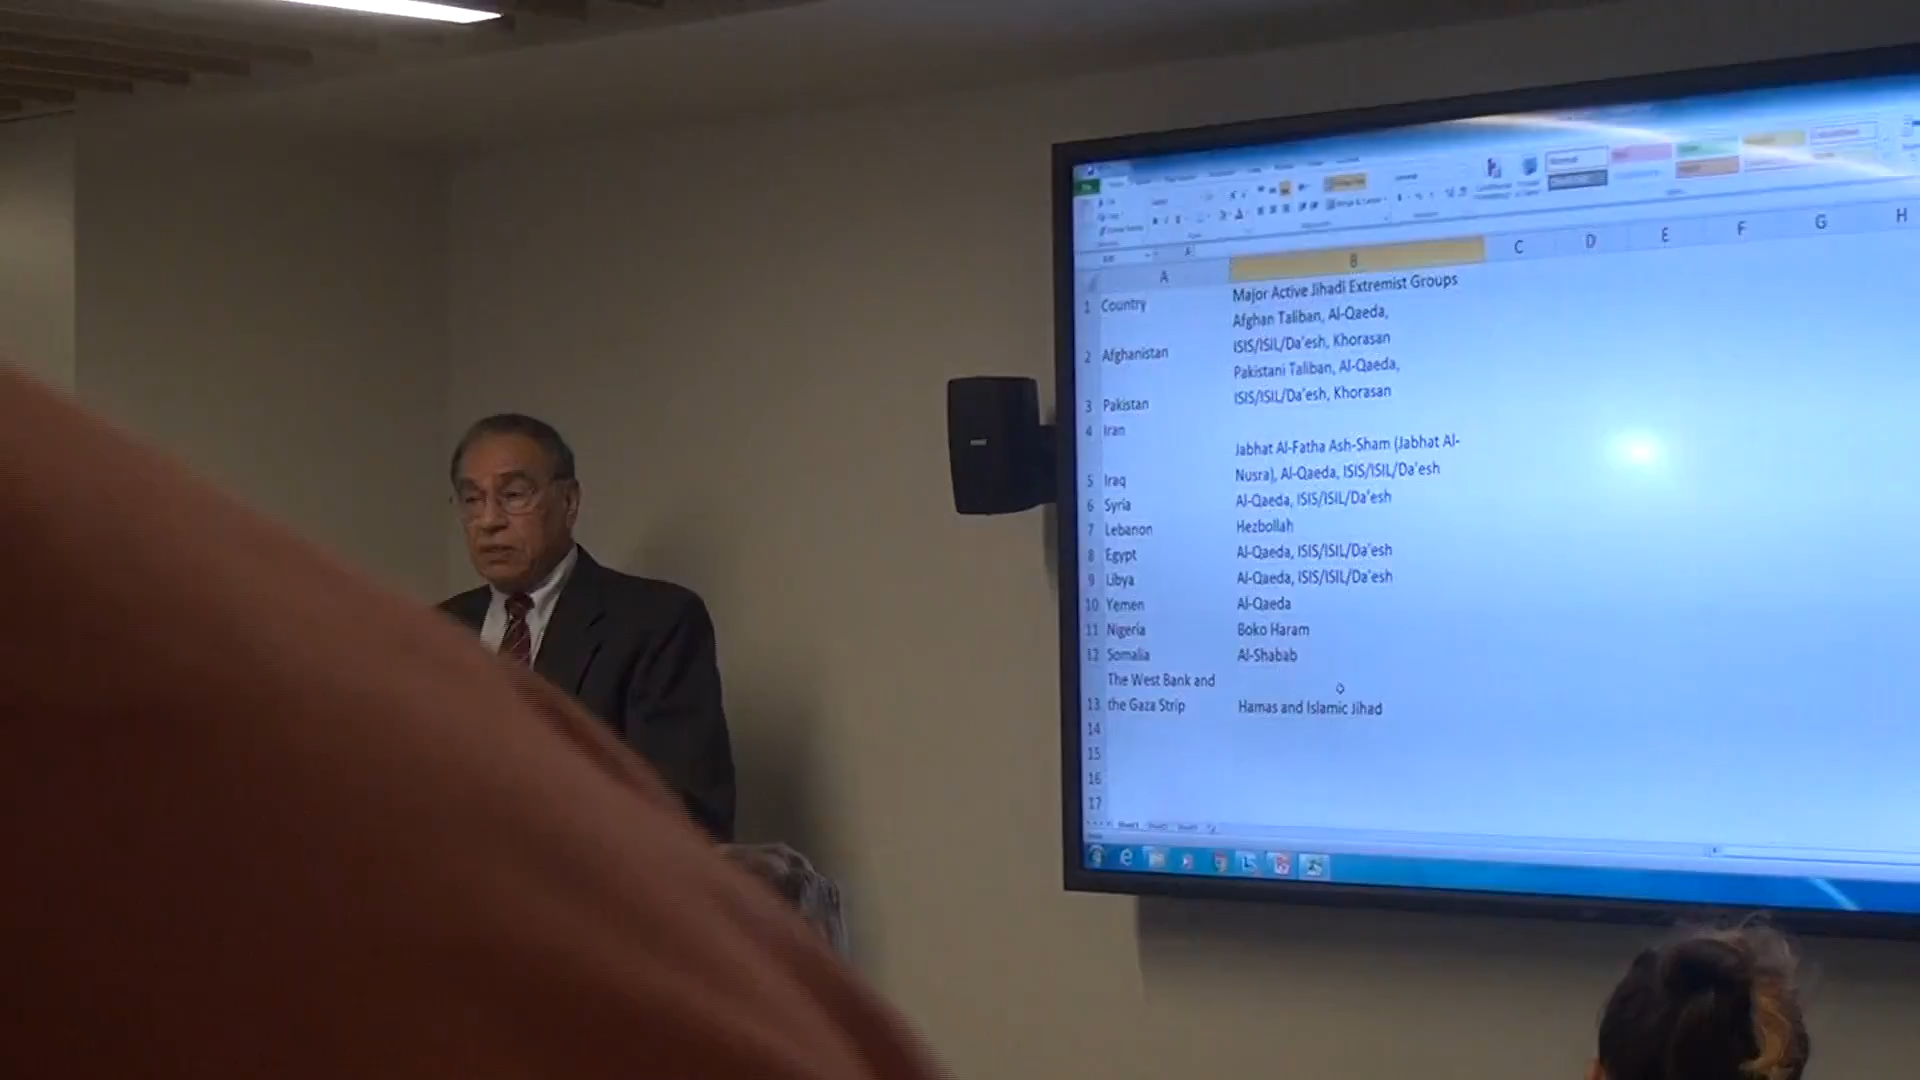 A B C D E F G H
1 Country Major Active Jihadi Extremist Groups
Afghan Taliban, Al-Qaeda,
2 Afghanistan ISIS/ISIL/Da'esh, Khorasan
Pakistani Taliban, Al-Qaeda,
3 Pakistan ISIS/ISIL/Da'esh, Khorasan
4 Iran
Jabhat Al-Fatha Ash-Sham (Jabhat Al-
5 Iraq Nusra), Al-Qaeda, ISIS/ISIL/Da'esh
6 Syria Al-Qaeda, ISIS/ISIL/Da'esh
7 Lebanon Hezbollah
8 Egypt Al-Qaeda, ISIS/ISIL/Da'esh
9 Libya Al-Qaeda, ISIS/ISIL/Da'esh
10 Yemen Al-Qaeda
11 Nigeria Boko Haram
12 Somalia Al-Shabab
The West Bank and
13 the Gaza Strip Hamas and Islamic Jihad
14
15
16
17